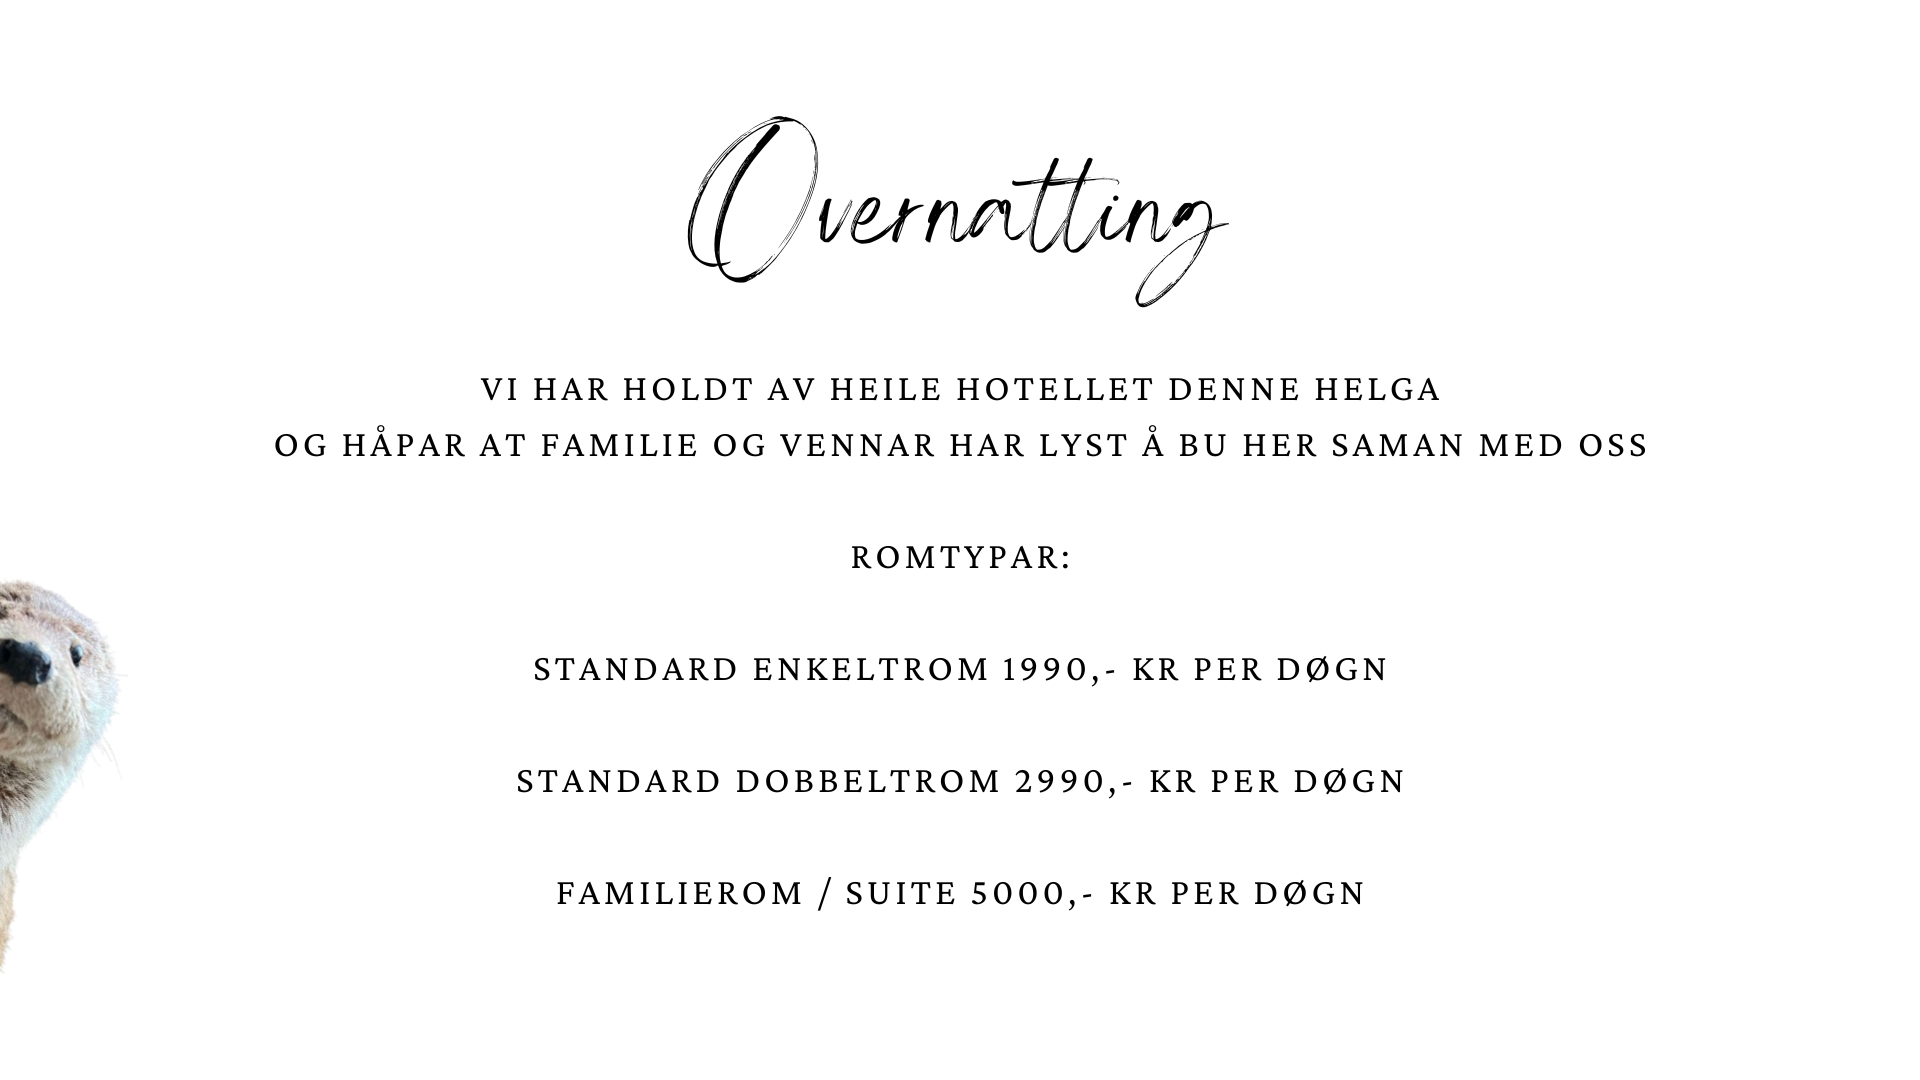 Overnatting
VI HAR HOLDT AV HEILE HOTELLET DENNE HELGA
OG HÅPAR AT FAMILIE OG VENNAR HAR LYST Å BU HER SAMAN MED OSS
ROMTYPAR:
STANDARD ENKELTROM 1990,- KR PER DØGN
STANDARD DOBBELTROM 2990,- KR PER DØGN
FAMILIEROM / SUITE 5000,- KR PER DØGN